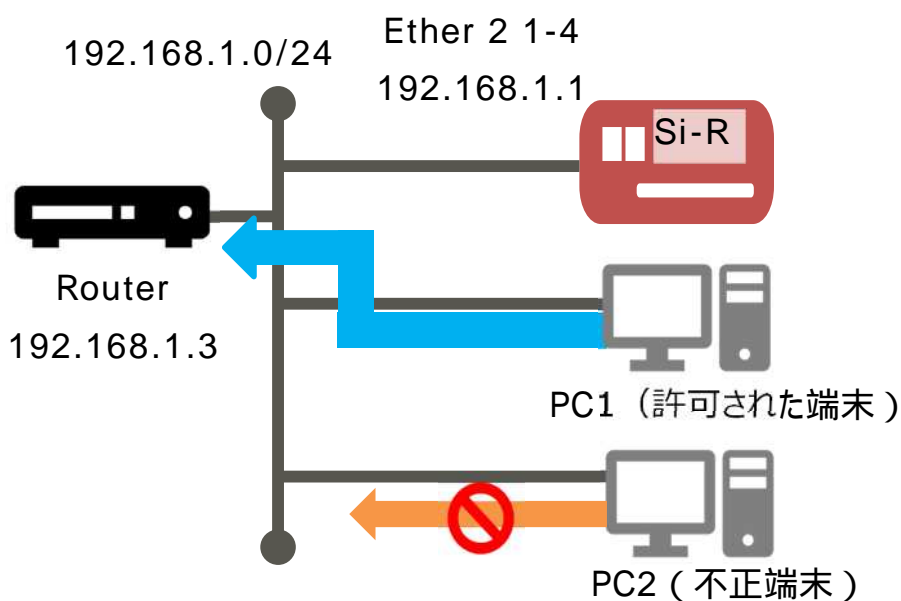 192.168.1.0/24
Ether 2 1-4
192.168.1.1
Si-R
Router
192.168.1.3
PC1（許可された端末）
PC2（不正端末）